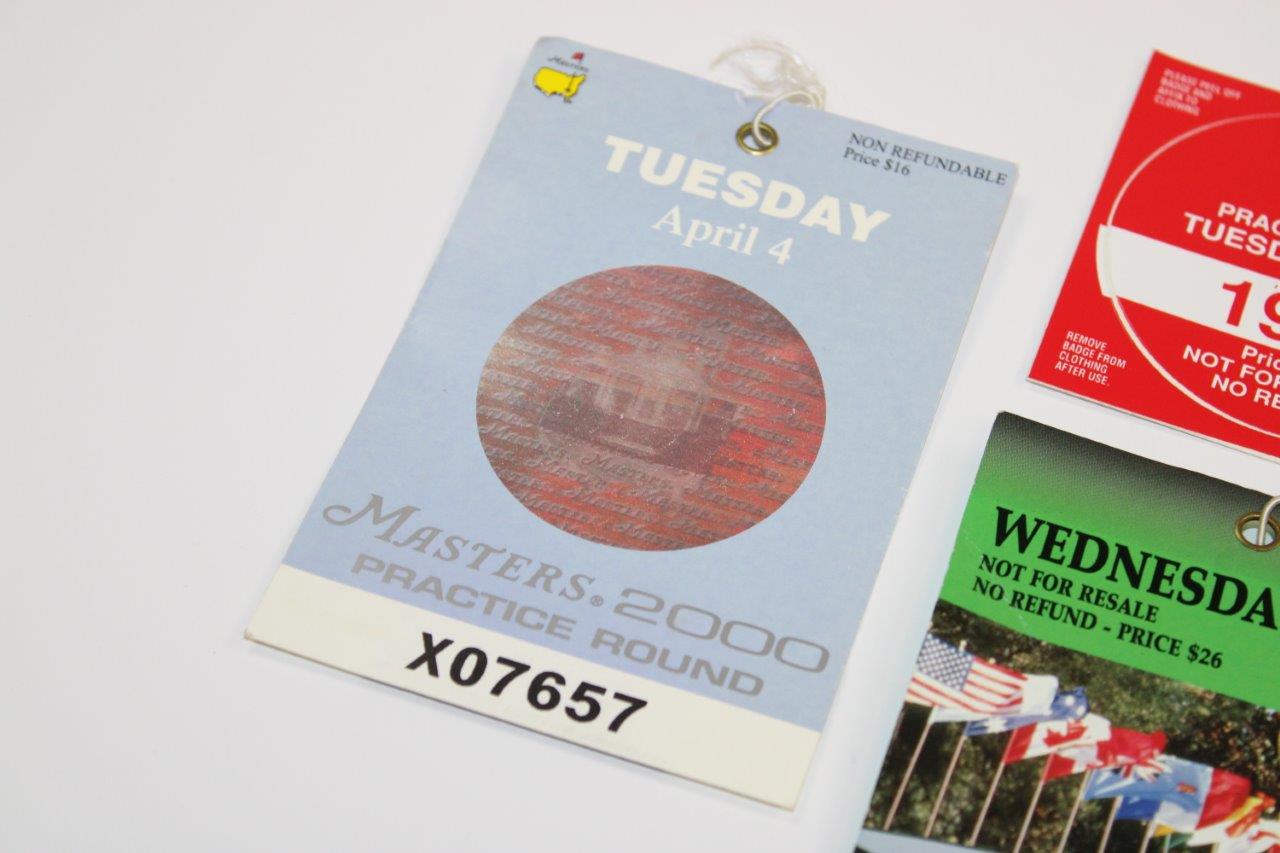 Masters
NON REFUNDABLE
Price $16
TUESDAY
April 4
MASTERS® 2000
PRACTICE ROUND
X07657
PLEASE PEEL OFF
BADGE AND
AFFIX TO
CLOTHING
PRAC
TUESD
19
Pric
NOT FOR
NO RE
REMOVE
BADGE FROM
CLOTHING
AFTER USE.
WEDNESDA
NOT FOR RESALE
NO REFUND - PRICE $26